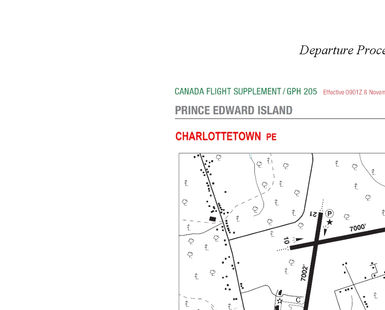 Departure Proce
CANADA FLIGHT SUPPLEMENT / GPH 205 Effective 0901Z 6 Novem
PRINCE EDWARD ISLAND
CHARLOTTETOWN PE
21 P
10 7000'
7002'
C